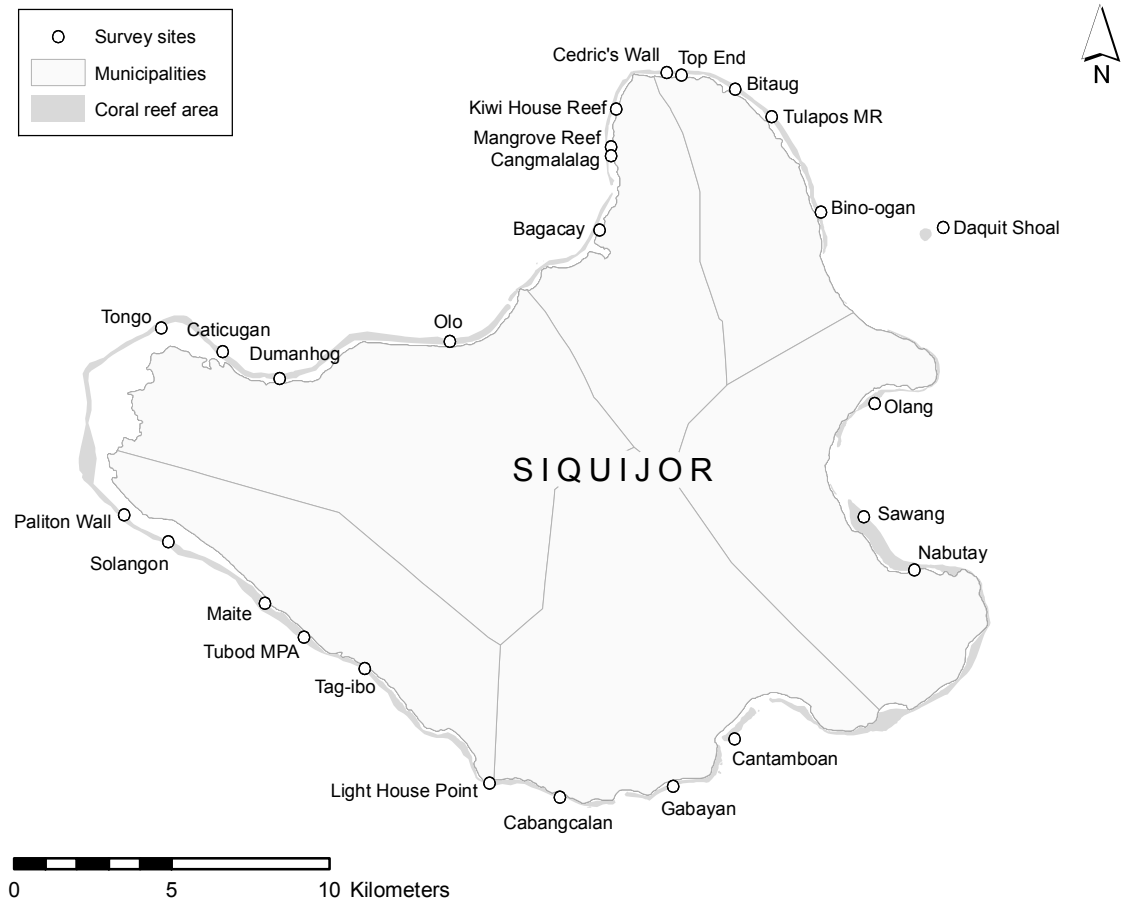 Survey sites
Municipalities
Coral reef area
N
Cedric's Wall
Top End
Bitaug
Kiwi House Reef
Tulapos MR
Mangrove Reef
Cangmalalag
Bino-ogan
Bagacay
Daquit Shoal
Tongo
Caticugan
Olo
Dumanhog
Olang
SIQUIJOR
Paliton Wall
Sawang
Solangon
Nabutay
Maite
Tubod MPA
Tag-ibo
Cantamboan
Light House Point
Gabayan
Cabangcalan
0 5 10 Kilometers